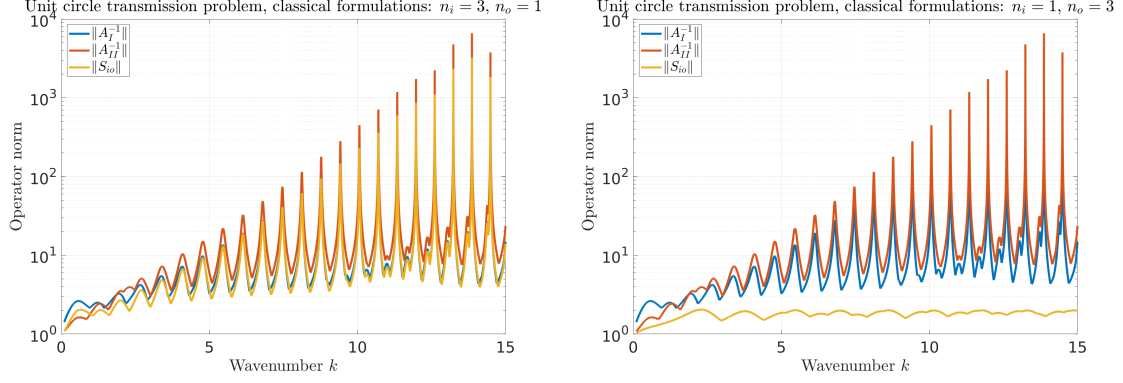 Unit circle transmission problem, classical formulations: $n_i = 3, n_o = 1$
$10^4$
$10^3$
$10^2$
$10^1$
$10^0$
Operator norm
$\|A_I^{-1}\|$
$\|A_{II}^{-1}\|$
$\|S_{io}\|$
0
5
10
15
Wavenumber $k$
Unit circle transmission problem, classical formulations: $n_i = 1, n_o = 3$
$10^4$
$10^3$
$10^2$
$10^1$
$10^0$
Operator norm
$\|A_I^{-1}\|$
$\|A_{II}^{-1}\|$
$\|S_{io}\|$
0
5
10
15
Wavenumber $k$